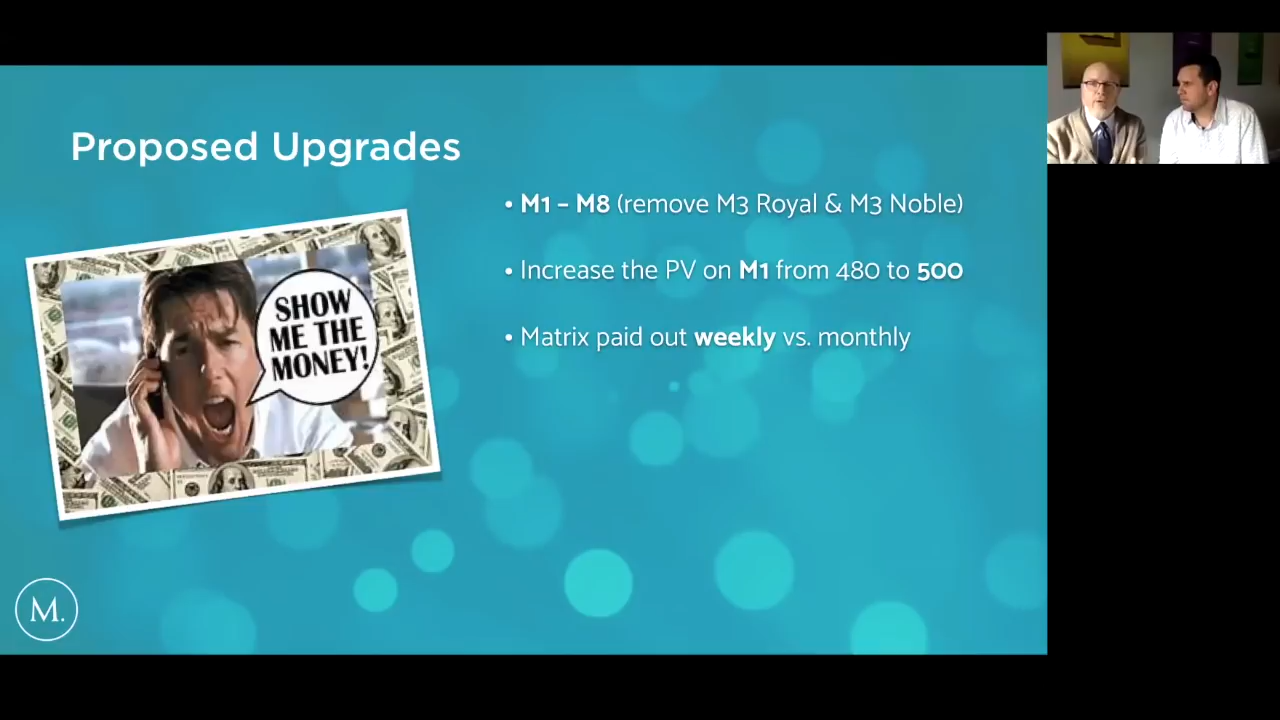 Proposed Upgrades
• M1 – M8 (remove M3 Royal & M3 Noble)
• Increase the PV on M1 from 480 to 500
• Matrix paid out weekly vs. monthly
SHOW
ME THE
MONEY!
M.